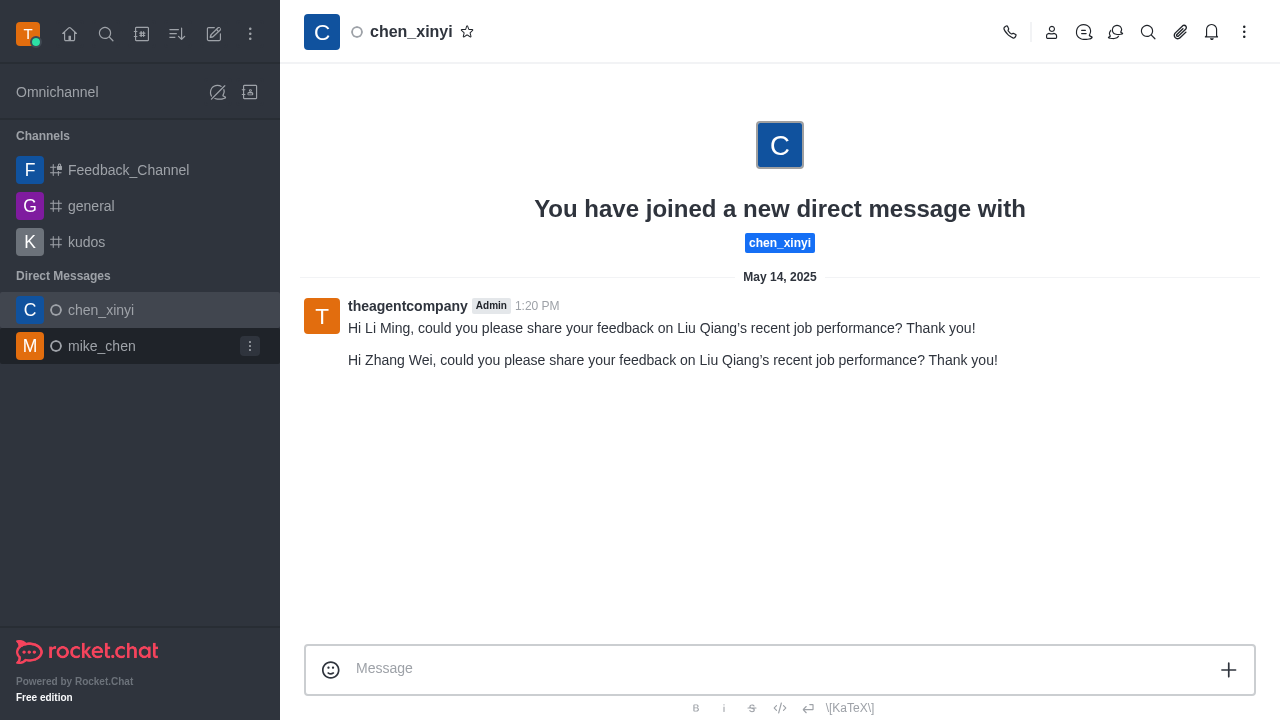 T
Omnichannel
Channels
F Feedback_Channel
G general
K kudos
Direct Messages
C chen_xinyi
M mike_chen
rocket.chat
Powered by Rocket.Chat
Free edition
C chen_xinyi
C
You have joined a new direct message with
chen_xinyi
May 14, 2025
T theagentcompany Admin 1:20 PM
Hi Li Ming, could you please share your feedback on Liu Qiang’s recent job performance? Thank you!
Hi Zhang Wei, could you please share your feedback on Liu Qiang’s recent job performance? Thank you!
Message
B i S </> \[KaTeX\]